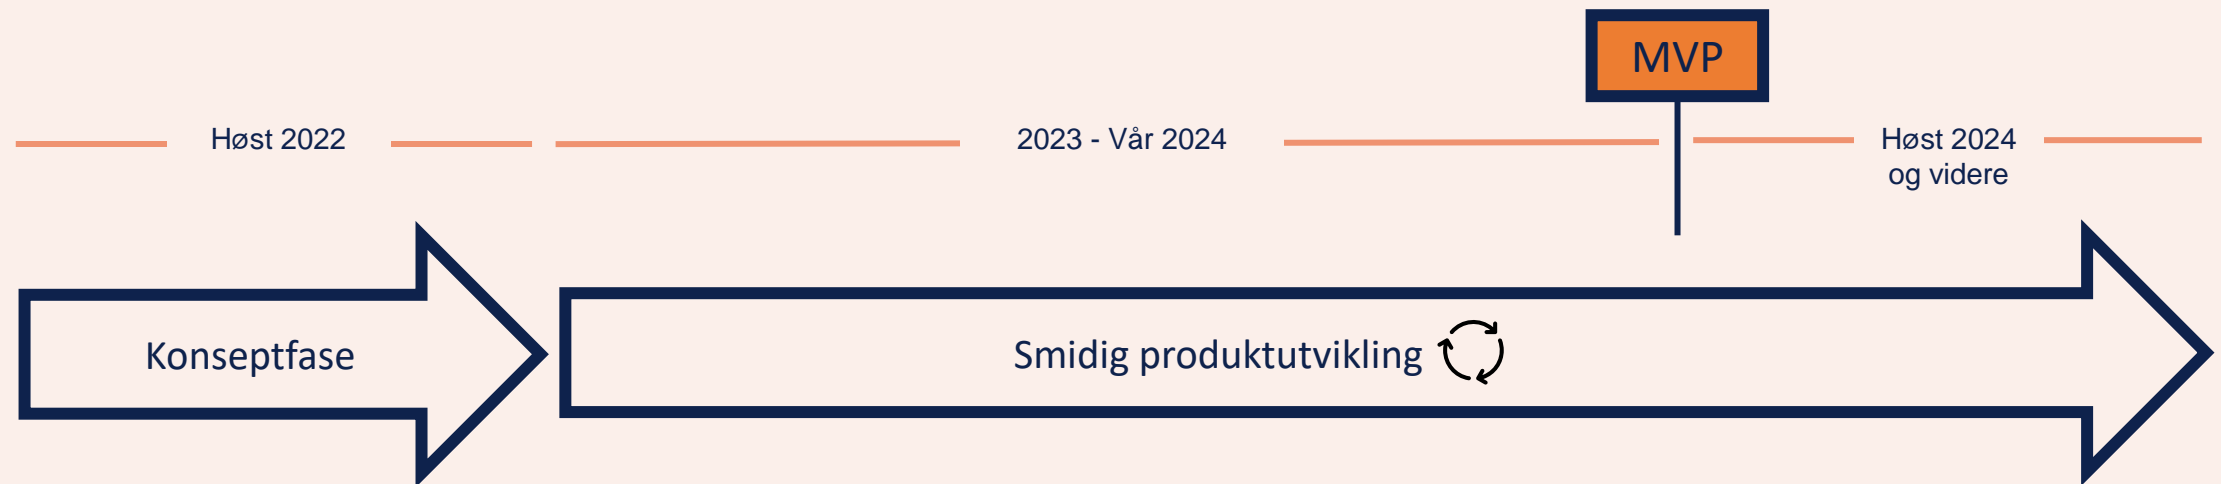 MVP
Høst 2022
2023 - Vår 2024
Høst 2024
og videre
Konseptfase
Smidig produktutvikling